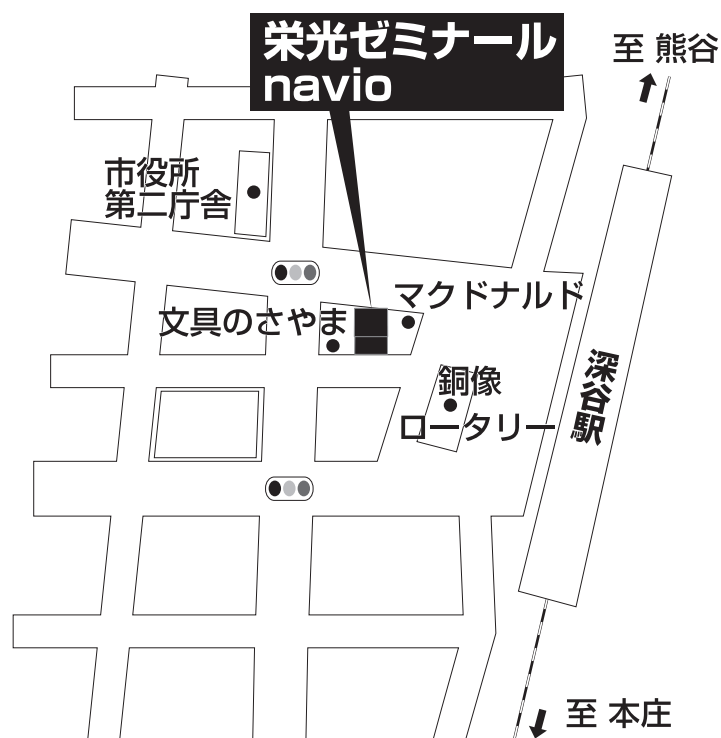 栄光ゼミナール
navio
至 熊谷
市役所
第二庁舎
マクドナルド
文具のさやま
銅像
ロータリー
深谷駅
至 本庄